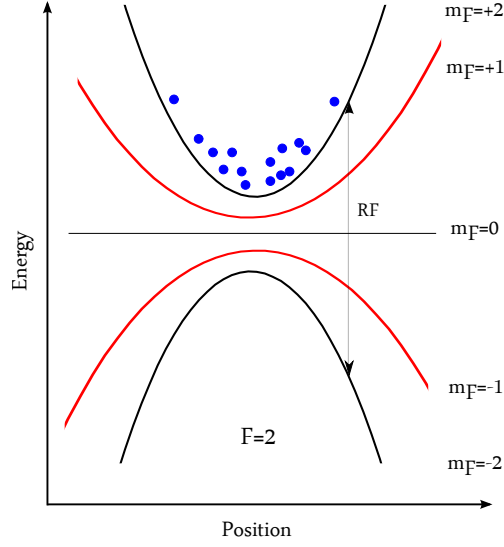 mF=+2
mF=+1
RF
mF=0
Energy
mF=-1
F=2
mF=-2
Position